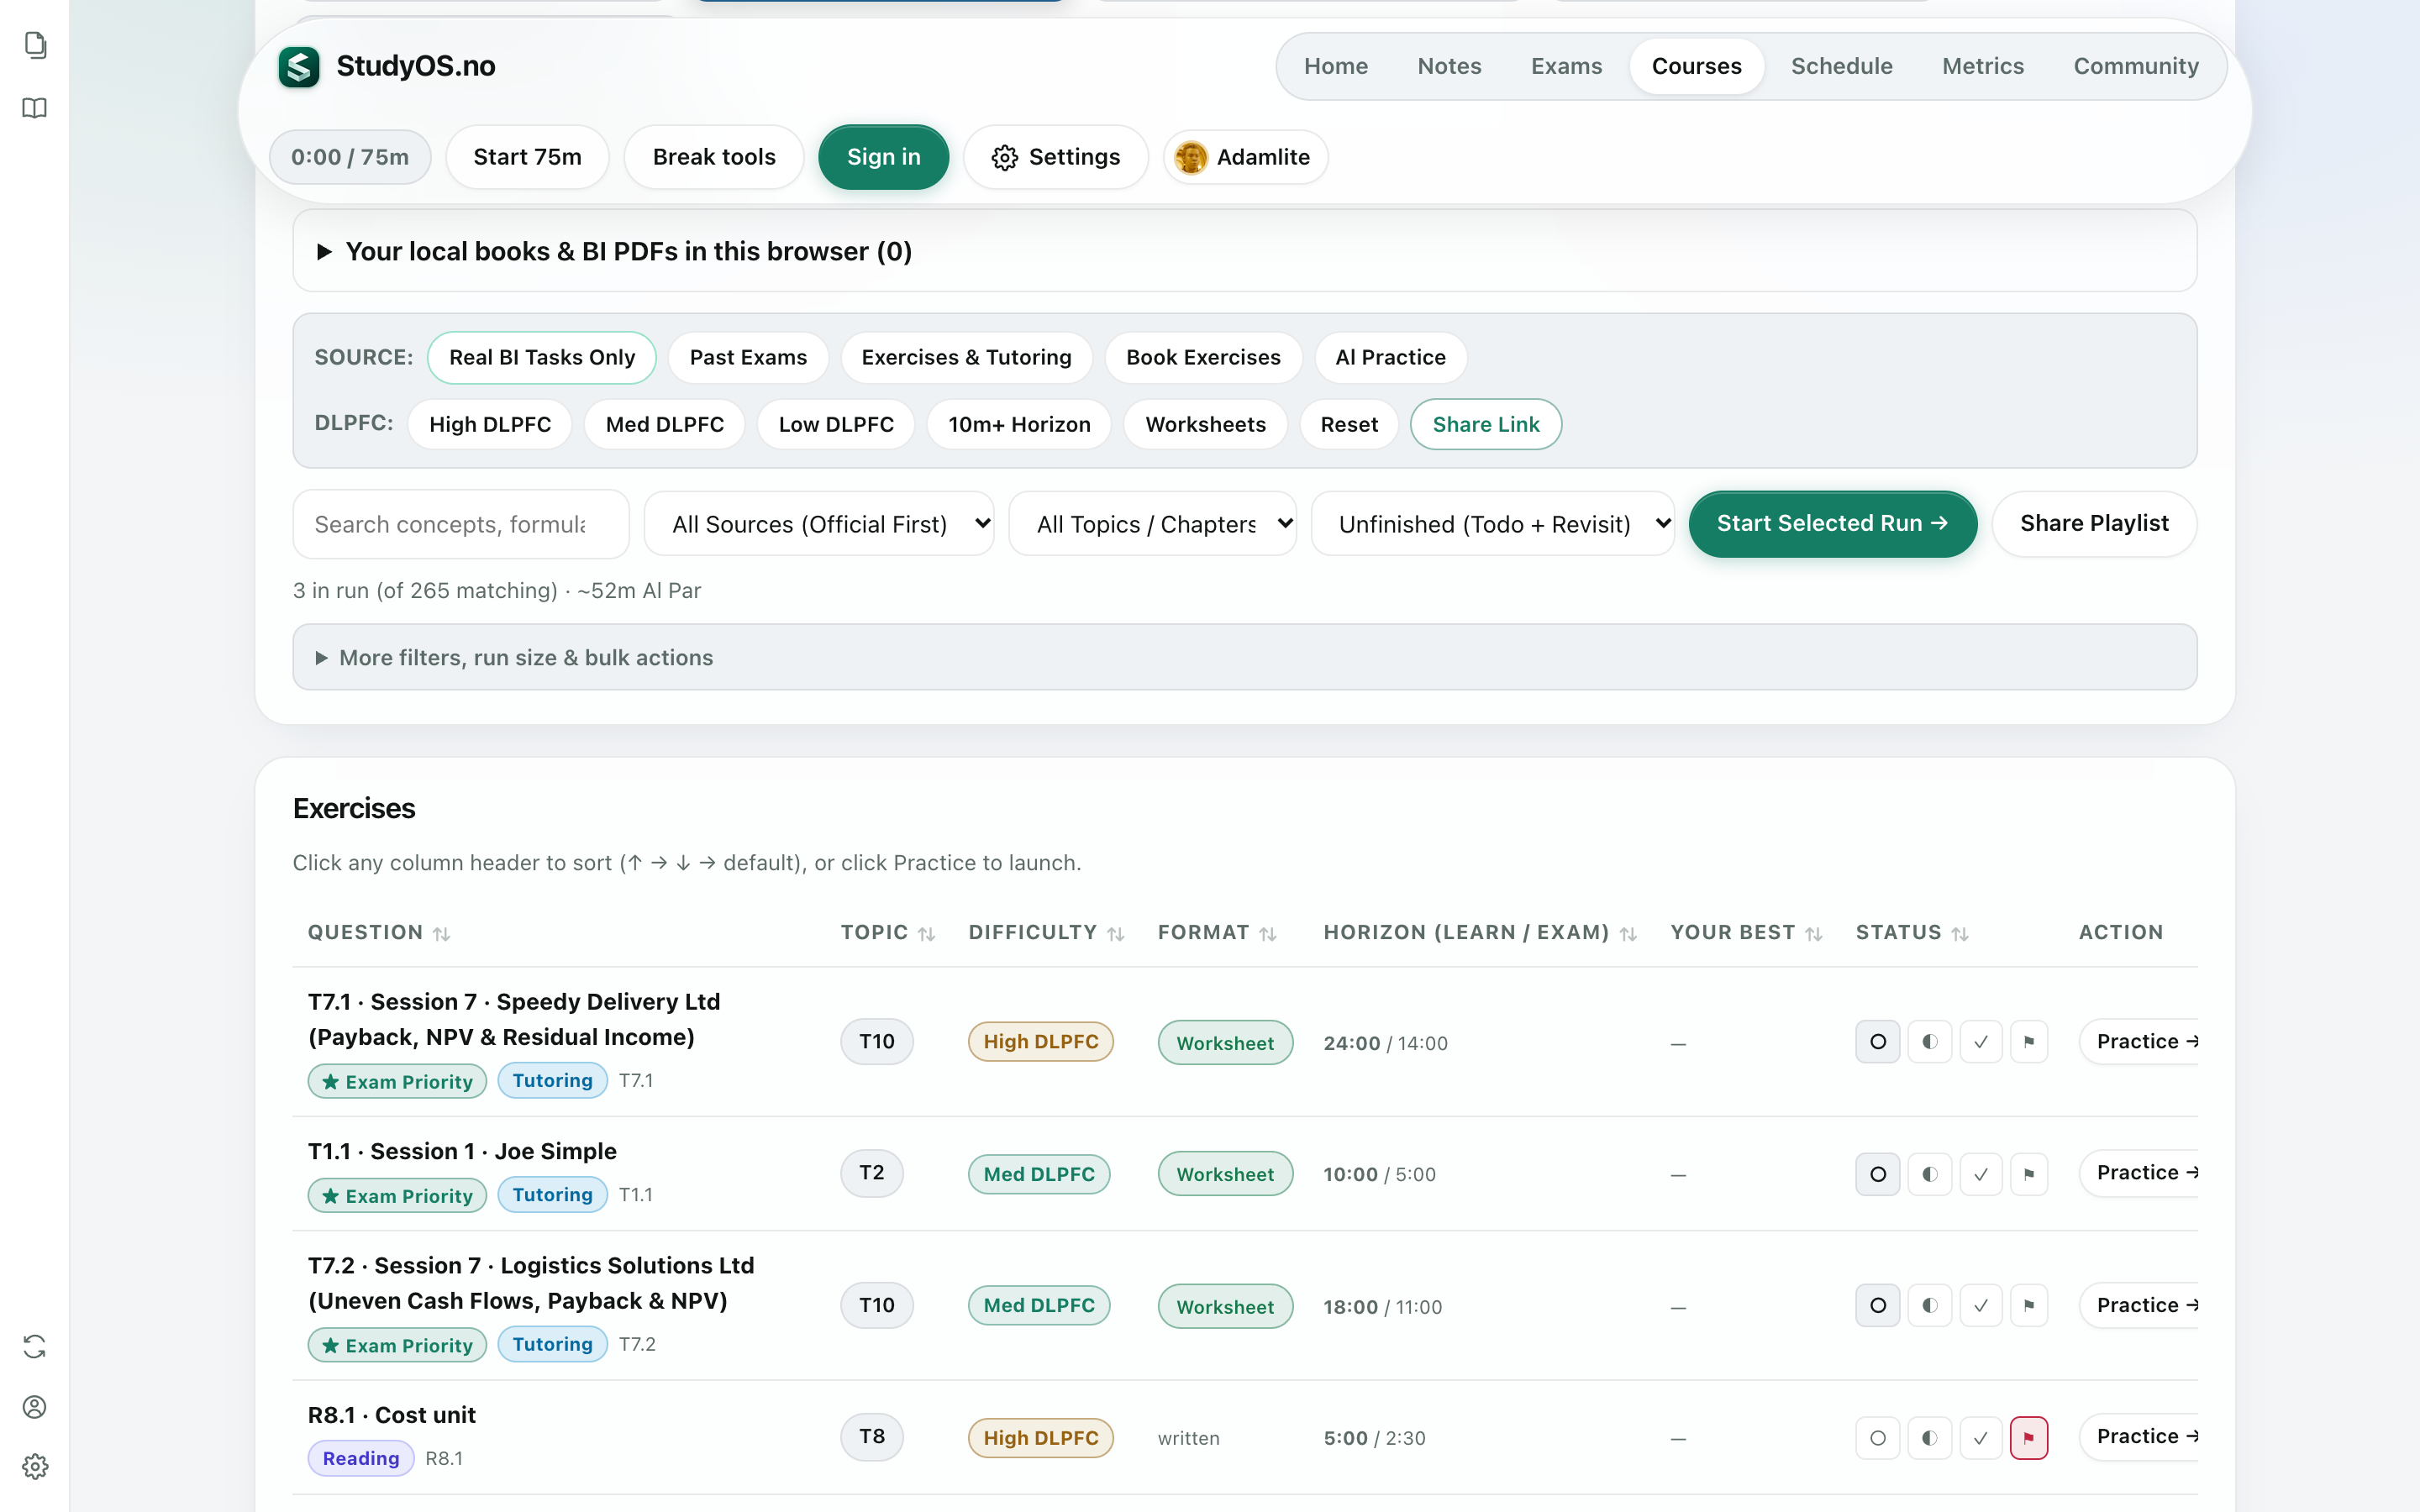 StudyOS.no
Home Notes Exams Courses Schedule Metrics Community
0:00 / 75m Start 75m Break tools Sign in Settings Adamlite
▶ Your local books & BI PDFs in this browser (0)
SOURCE: Real BI Tasks Only Past Exams Exercises & Tutoring Book Exercises AI Practice
DLPFC: High DLPFC Med DLPFC Low DLPFC 10m+ Horizon Worksheets Reset Share Link
Search concepts, formula All Sources (Official First) All Topics / Chapters Unfinished (Todo + Revisit) Start Selected Run → Share Playlist
3 in run (of 265 matching) · ~52m AI Par
▶ More filters, run size & bulk actions
Exercises
Click any column header to sort (↑ → ↓ → default), or click Practice to launch.
QUESTION ↑↓ TOPIC ↑↓ DIFFICULTY ↑↓ FORMAT ↑↓ HORIZON (LEARN / EXAM) ↑↓ YOUR BEST ↑↓ STATUS ↑↓ ACTION
T7.1 · Session 7 · Speedy Delivery Ltd
(Payback, NPV & Residual Income)
★ Exam Priority Tutoring T7.1
T10 High DLPFC Worksheet 24:00 / 14:00 — Practice →
T1.1 · Session 1 · Joe Simple
★ Exam Priority Tutoring T1.1
T2 Med DLPFC Worksheet 10:00 / 5:00 — Practice →
T7.2 · Session 7 · Logistics Solutions Ltd
(Uneven Cash Flows, Payback & NPV)
★ Exam Priority Tutoring T7.2
T10 Med DLPFC Worksheet 18:00 / 11:00 — Practice →
R8.1 · Cost unit
Reading R8.1
T8 High DLPFC written 5:00 / 2:30 — Practice →